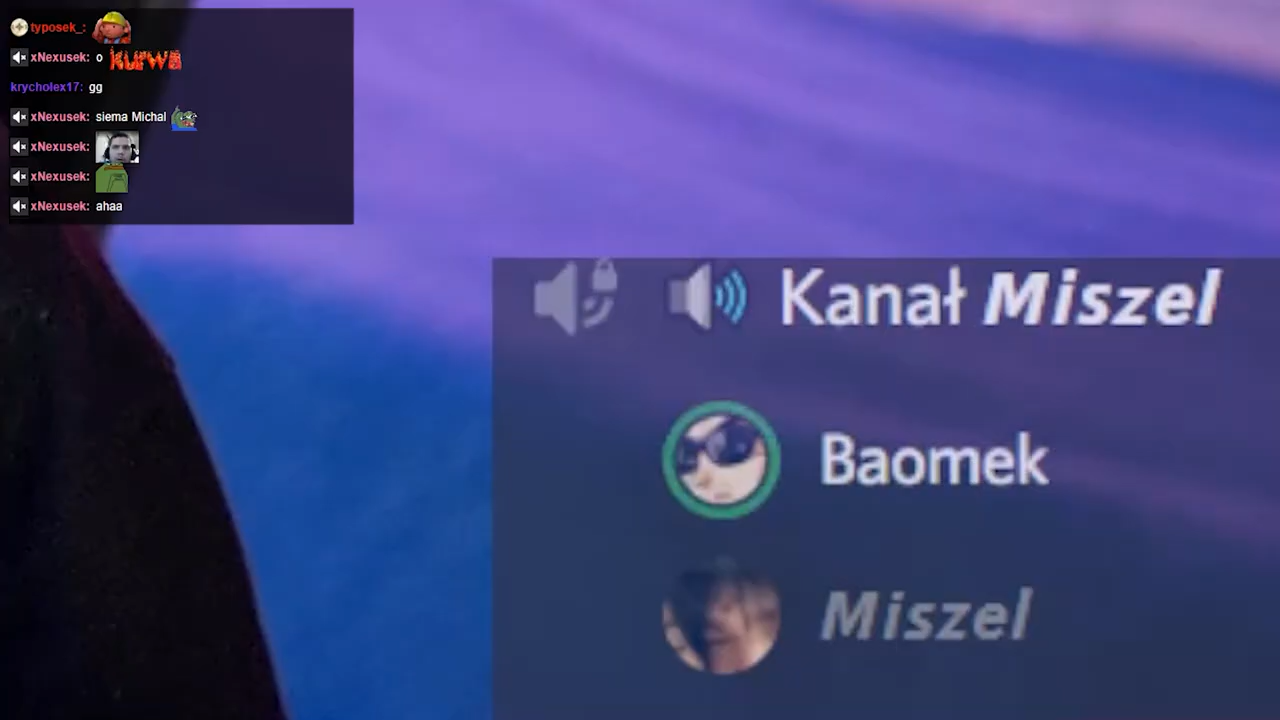 typosek_:
xNexusek: o KURWA
krycholex17: gg
xNexusek: siema Michal
xNexusek:
xNexusek:
xNexusek: ahaa
Kanał Miszel
Baomek
Miszel